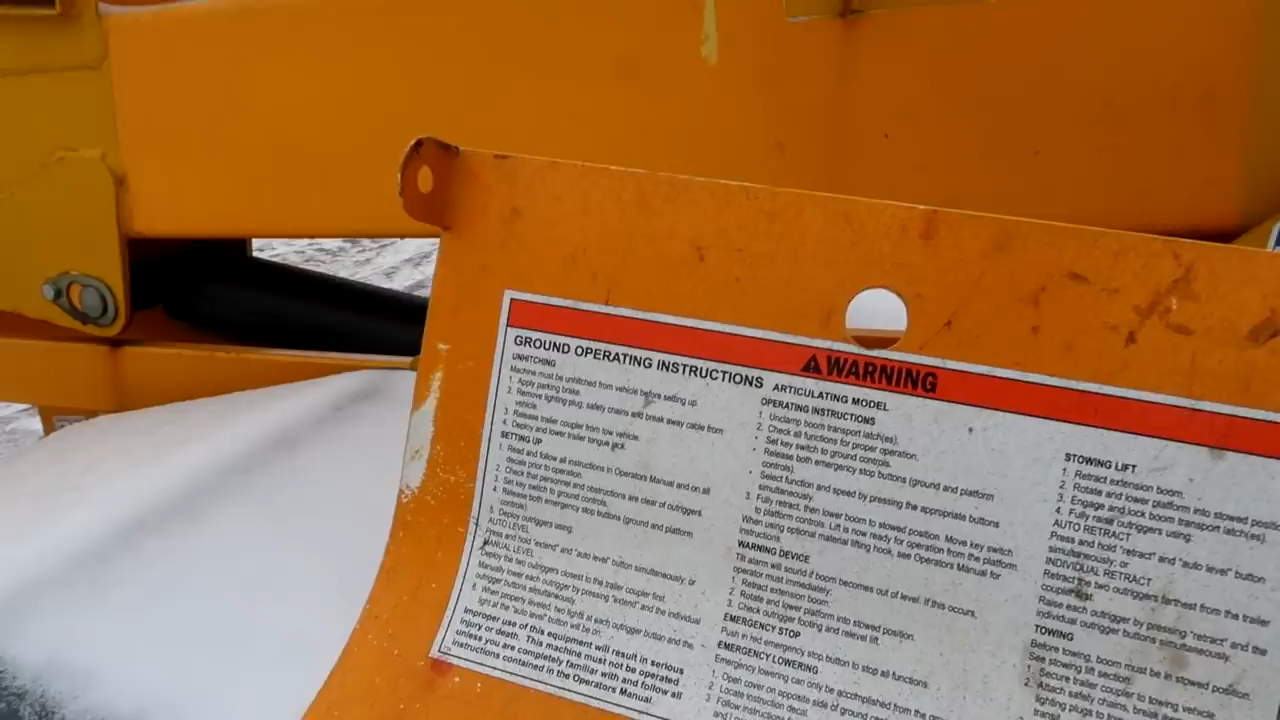 WARNING
GROUND OPERATING INSTRUCTIONS
ARTICULATING MODEL
UNHITCHING
Machine must be unhitched from vehicle before setting up.
1. Apply parking brake.
2. Remove lighting plug, safety chains and break away cable from
vehicle.
3. Release trailer coupler from tow vehicle.
4. Deploy and lower trailer tongue jack.
SETTING UP
1. Read and follow all instructions in Operators Manual and on all
decals prior to operation.
2. Check that personnel and obstructions are clear of outriggers.
3. Set key switch to ground controls.
4. Release both emergency stop buttons (ground and platform
controls).
5. Deploy outriggers using:
AUTO LEVEL
Press and hold "extend" and "auto level" button simultaneously; or
MANUAL LEVEL
Deploy the two outriggers closest to the trailer coupler first.
Manually lower each outrigger by pressing "extend" and the individual
outrigger buttons simultaneously.
6. When properly leveled, two lights at each outrigger button and the
light at the "auto level" button will be on.
Improper use of this equipment will result in serious
injury or death. This machine must not be operated
unless you are completely familiar with and follow all
instructions contained in the Operators Manual.
OPERATING INSTRUCTIONS
1. Unclamp boom transport latch(es).
2. Check all functions for proper operation.
• Set key switch to ground controls.
• Release both emergency stop buttons (ground and platform
controls).
• Select function and speed by pressing the appropriate buttons
simultaneously.
3. Fully retract, then lower boom to stowed position. Move key switch
to platform controls. Lift is now ready for operation from the platform.
When using optional material lifting hook, see Operators Manual for
instructions.
WARNING DEVICE
Tilt alarm will sound if boom becomes out of level. If this occurs,
operator must immediately:
1. Retract extension boom.
2. Rotate and lower platform into stowed position.
3. Check outrigger footing and relevel lift.
EMERGENCY STOP
Push in red emergency stop button to stop all functions.
EMERGENCY LOWERING
Emergency lowering can only be accomplished from the
1. Open cover on opposite side of ground
2. Locate instruction decal.
3. Follow instructions
STOWING LIFT
1. Retract extension boom.
2. Rotate and lower platform into stowed
3. Engage and lock boom transport latch(es).
4. Fully raise outriggers using:
AUTO RETRACT
Press and hold "retract" and "auto level" button
simultaneously; or
INDIVIDUAL RETRACT
Retract the two outriggers farthest from the trailer
coupler first.
Raise each outrigger by pressing "retract" and the
individual outrigger buttons simultaneously.
TOWING
Before towing, boom must be in stowed position.
See stowing lift section.
1. Secure trailer coupler to towing vehicle.
2. Attach safety chains, break
lighting plugs to